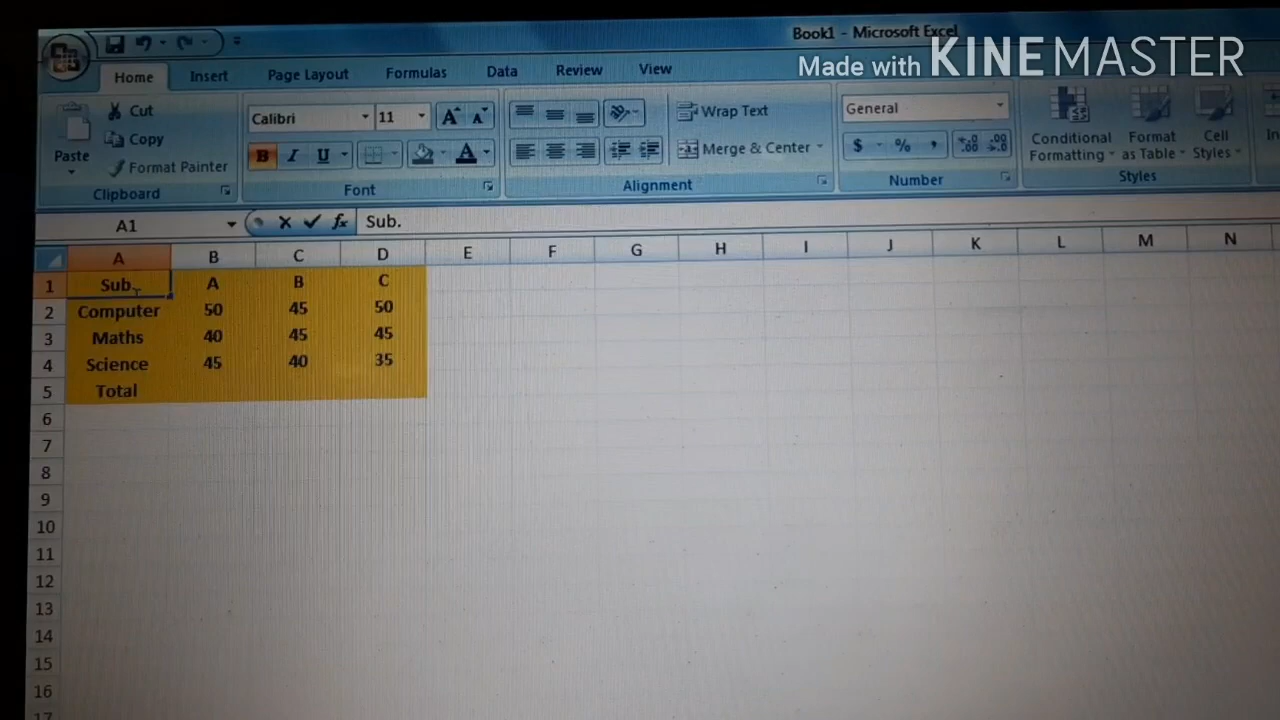 Book1 - Microsoft Excel
Made with KINEMASTER
Home Insert Page Layout Formulas Data Review View
Cut
Copy
Format Painter
Paste
Clipboard
Calibri 11
A A
B I U A
Font
Wrap Text
Merge & Center
Alignment
General
$ % ,
.00 .00
Number
Conditional Formatting
Format as Table
Cell Styles
Styles
A1 fx Sub.
A B C D E F G H I J K L M N
1 Sub. A B C
2 Computer 50 45 50
3 Maths 40 45 45
4 Science 45 40 35
5 Total
6
7
8
9
10
11
12
13
14
15
16
17